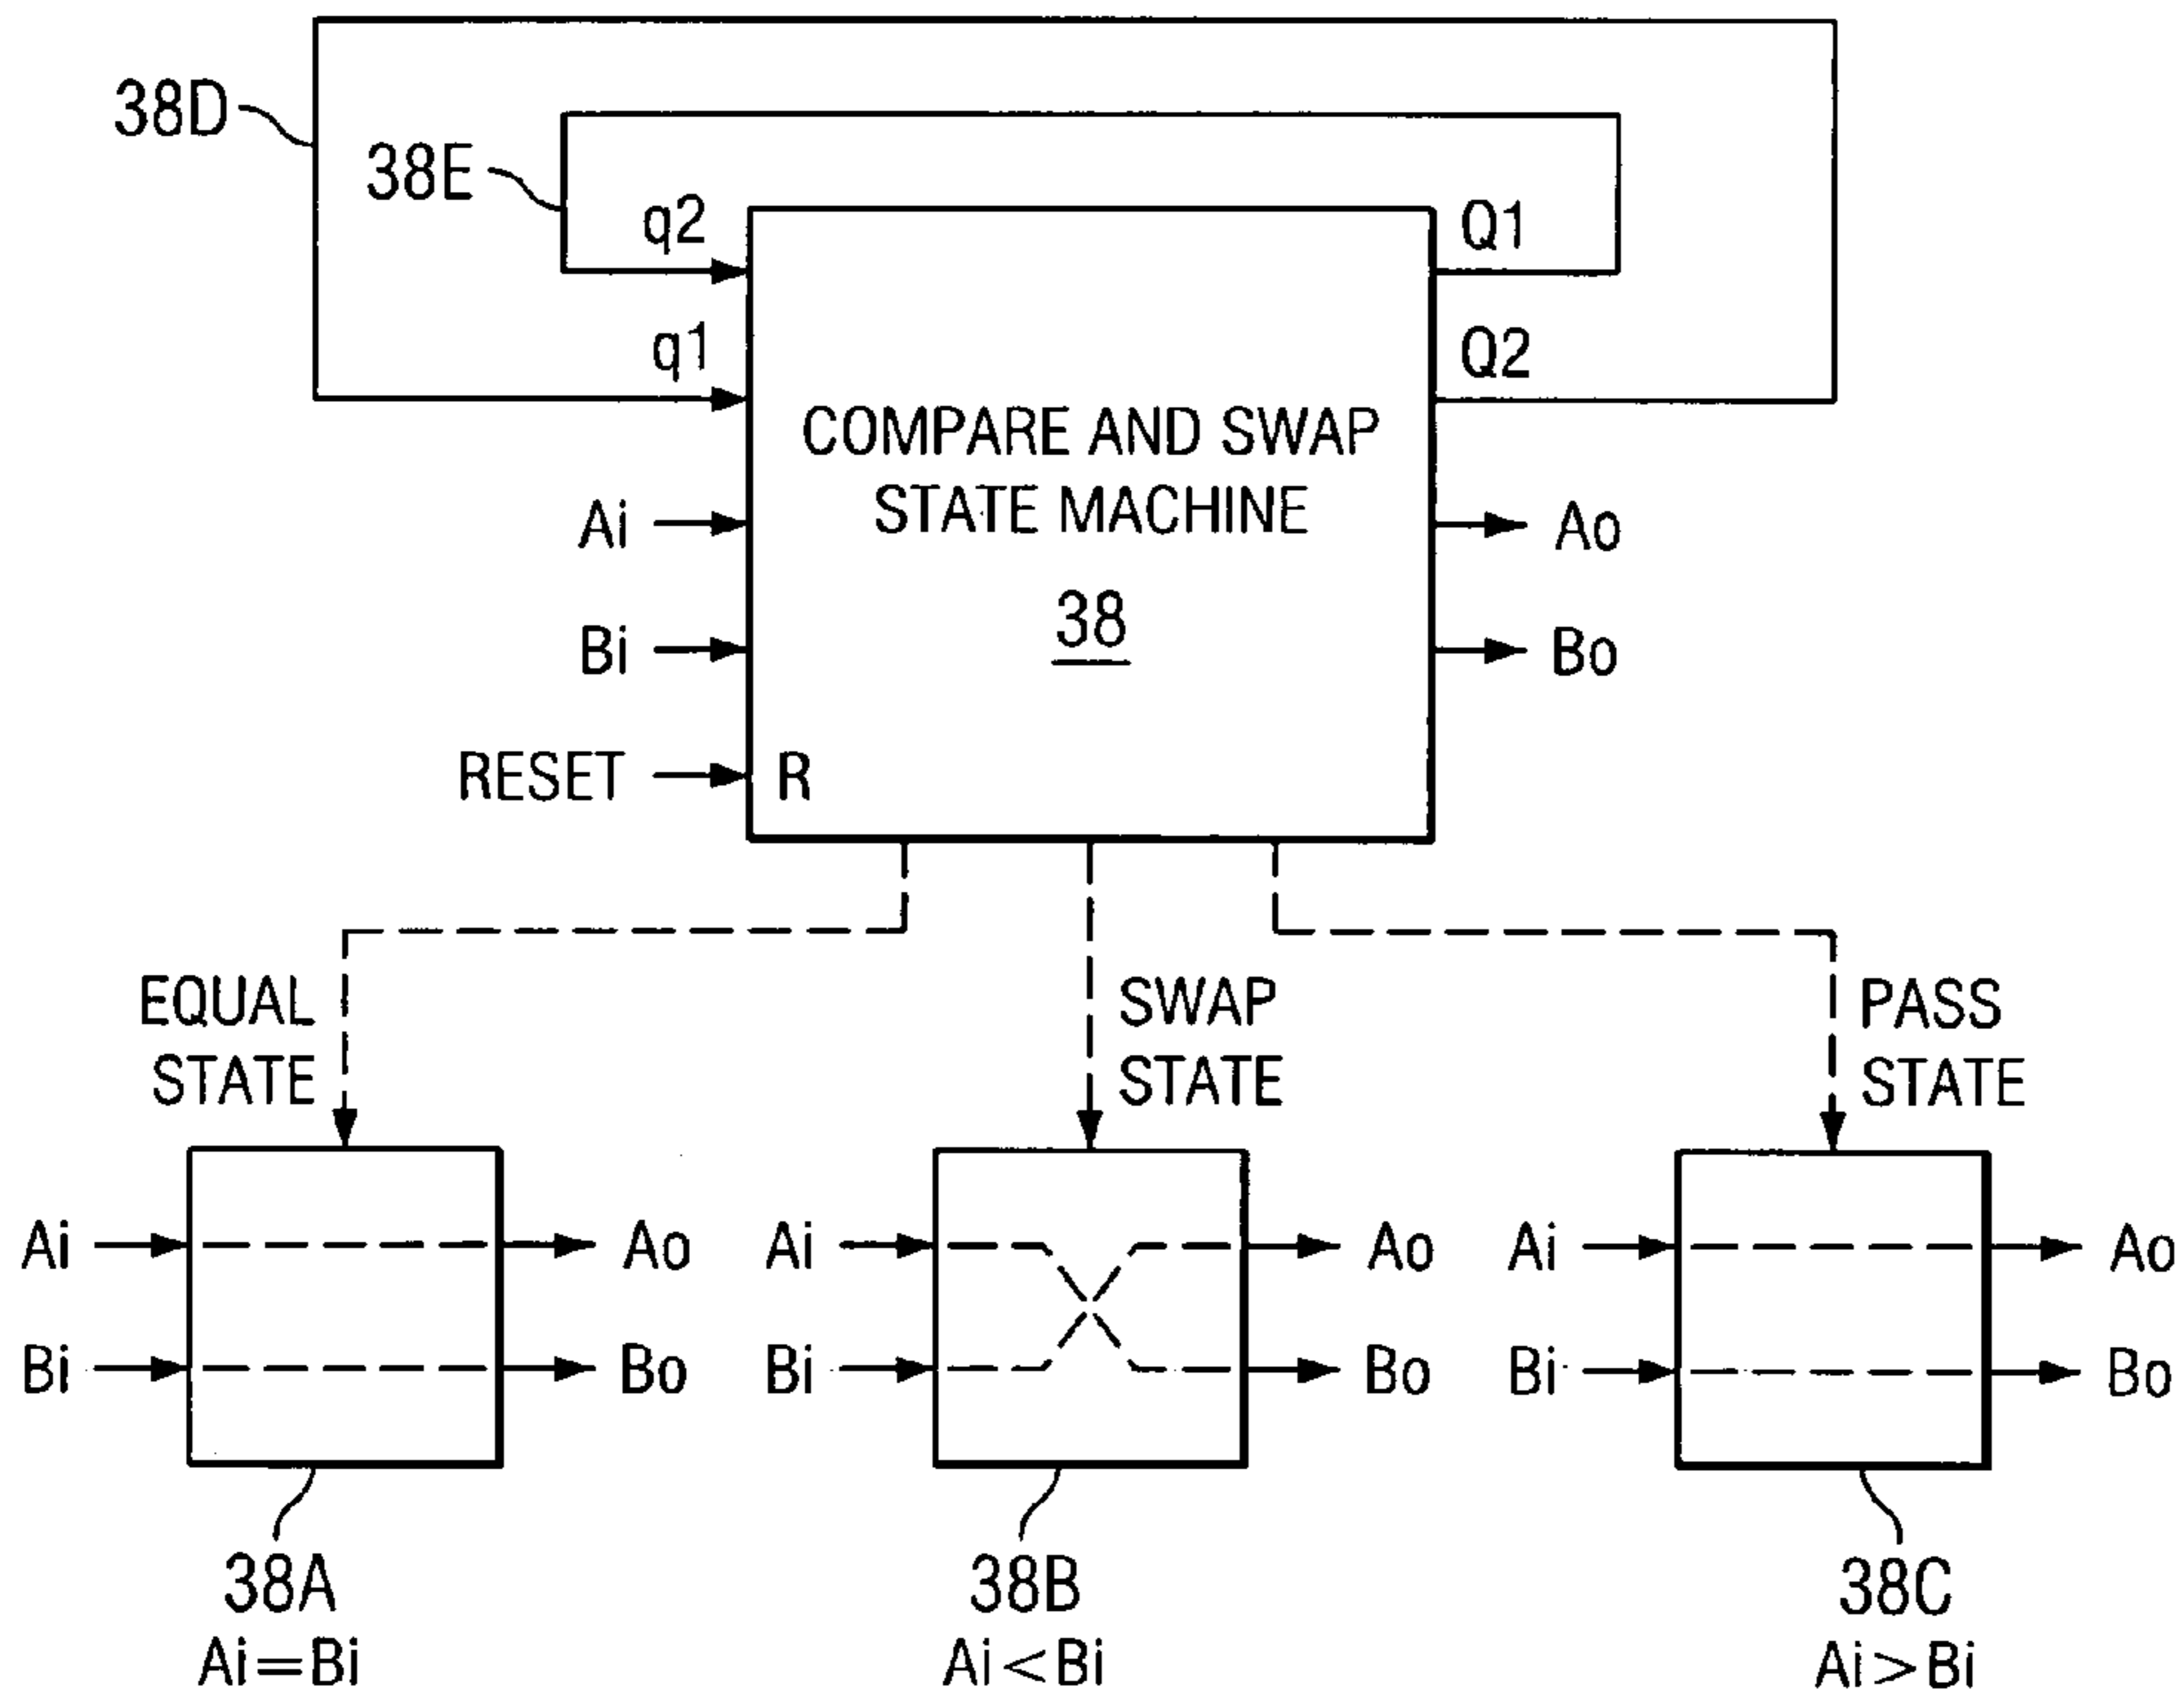 38D
38E
q2
Q1
q1
Q2
COMPARE AND SWAP
STATE MACHINE
38
Ai
Ao
Bi
Bo
RESET
R
EQUAL
STATE
SWAP
STATE
PASS
STATE
Ai
Ao
Ai
Ao
Ai
Ao
Bi
Bo
Bi
Bo
Bi
Bo
38A
Ai=Bi
38B
Ai<Bi
38C
Ai>Bi